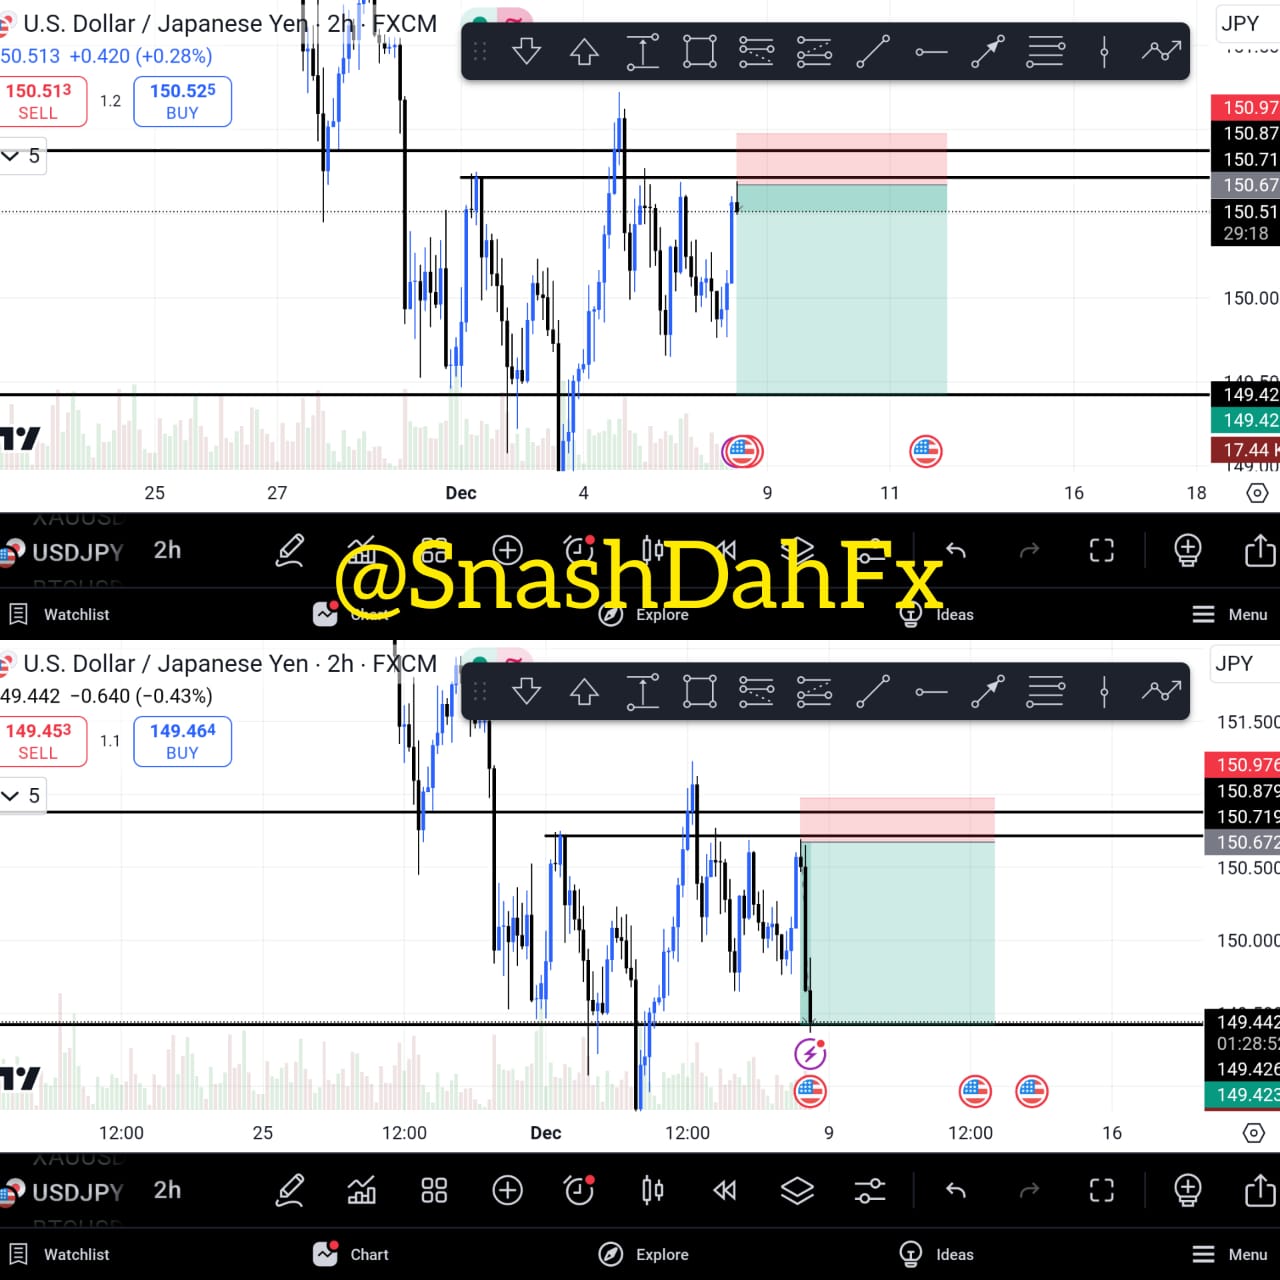 U.S. Dollar / Japanese Yen · 2h · FXCM
JPY
50.513 +0.420 (+0.28%)
150.513
SELL
1.2
150.525
BUY
5
150.97
150.87
150.71
150.67
150.51
29:18
150.00
149.42
149.42
17.44 K
149.00
25 27 Dec 4 9 11 16 18
XAUUSD
USDJPY 2h
@SnashDahFx
Watchlist Chart Explore Ideas Menu
U.S. Dollar / Japanese Yen · 2h · FXCM
JPY
49.442 −0.640 (−0.43%)
151.500
149.453
SELL
1.1
149.464
BUY
5
150.976
150.879
150.719
150.672
150.500
150.000
149.442
01:28:52
149.426
149.423
12:00 25 12:00 Dec 12:00 9 12:00 16
XAUUSD
USDJPY 2h
BTCUSD
Watchlist Chart Explore Ideas Menu